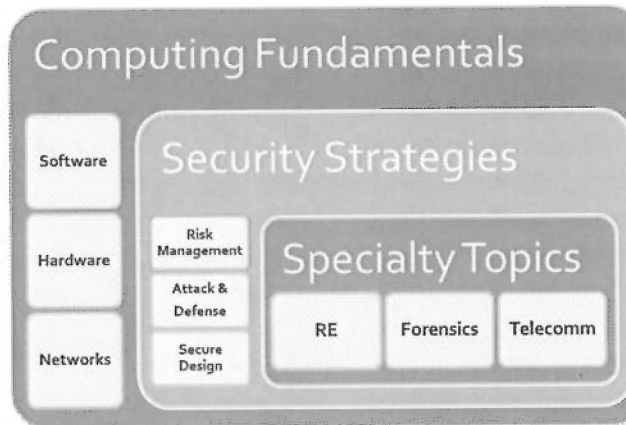 Computing Fundamentals
Software
Hardware
Networks
Security Strategies
Risk
Management
Attack &
Defense
Secure
Design
Specialty Topics
RE
Forensics
Telecomm